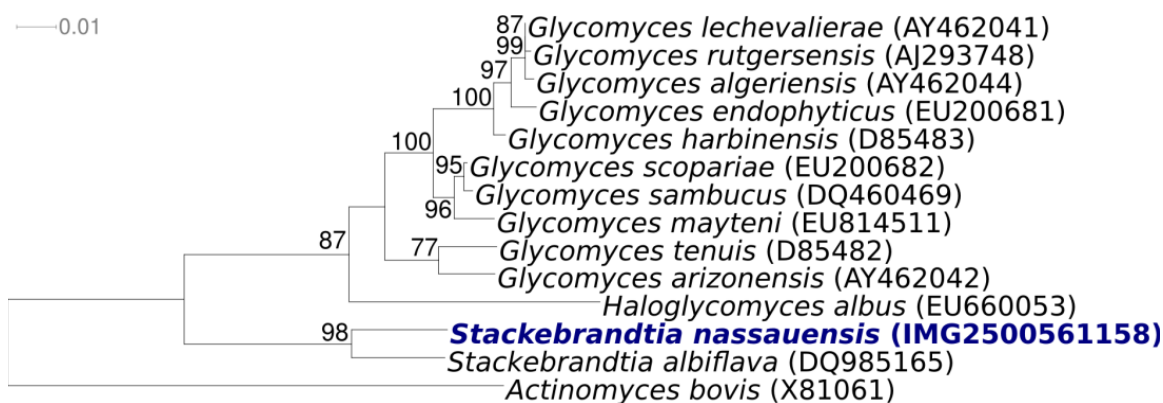 0.01
87 Glycomyces lechevalierae (AY462041)
99 Glycomyces rutgersensis (AJ293748)
Glycomyces algeriensis (AY462044)
97
Glycomyces endophyticus (EU200681)
100
Glycomyces harbinensis (D85483)
100
95 Glycomyces scopariae (EU200682)
Glycomyces sambucus (DQ460469)
96
Glycomyces mayteni (EU814511)
87
77 Glycomyces tenuis (D85482)
Glycomyces arizonensis (AY462042)
Haloglycomyces albus (EU660053)
98 Stackebrandtia nassauensis (IMG2500561158)
Stackebrandtia albiflava (DQ985165)
Actinomyces bovis (X81061)